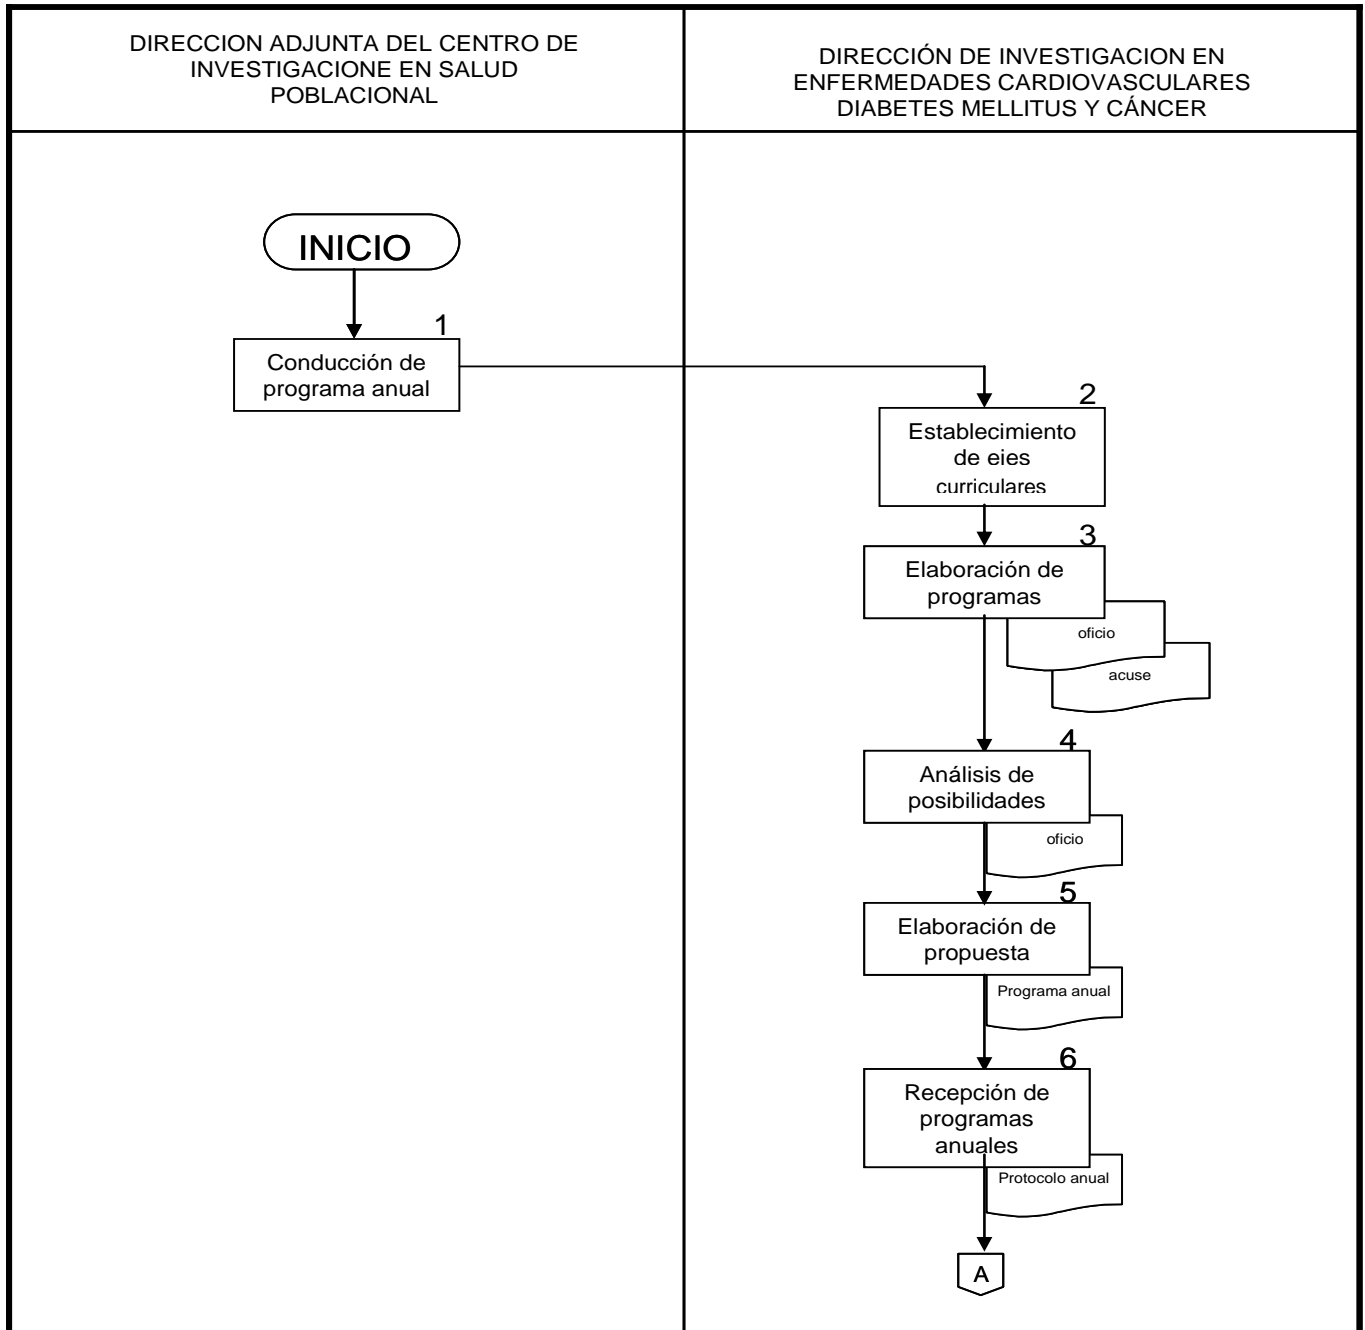 DIRECCION ADJUNTA DEL CENTRO DE
INVESTIGACIONE EN SALUD
POBLACIONAL
DIRECCIÓN DE INVESTIGACION EN
ENFERMEDADES CARDIOVASCULARES
DIABETES MELLITUS Y CÁNCER
INICIO
1
Conducción de
programa anual
2
Establecimiento
de ejes
curriculares
3
Elaboración de
programas
oficio
acuse
4
Análisis de
posibilidades
oficio
5
Elaboración de
propuesta
Programa anual
6
Recepción de
programas
anuales
Protocolo anual
A